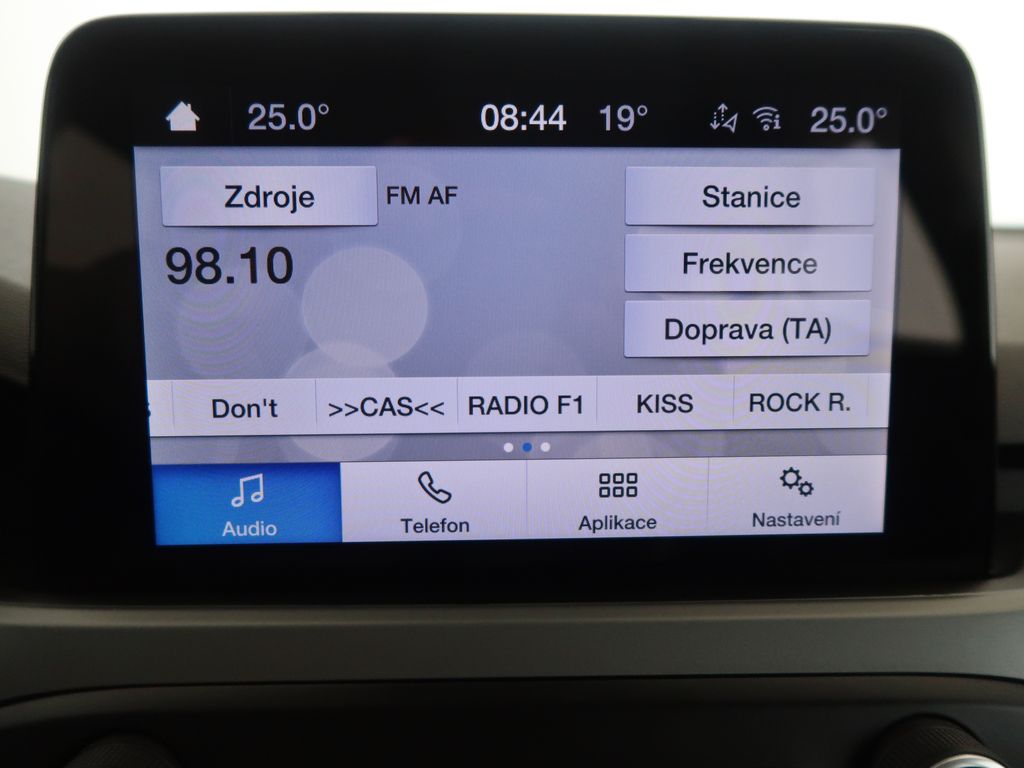 25.0° 08:44 19° 25.0°
Zdroje FM AF Stanice
98.10 Frekvence
Doprava (TA)
Don't >>CAS<< RADIO F1 KISS ROCK R.
Audio Telefon Aplikace Nastavení